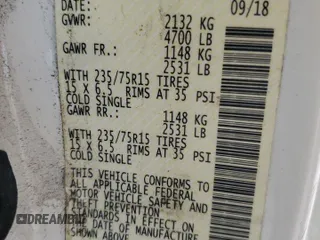 DATE: 09/18
GVWR: 2132 KG
4700 LB
GAWR FR.: 1148 KG
2531 LB
WITH 235/75R15 TIRES
15 X 6.5 RIMS AT 35 PSI
COLD SINGLE
GAWR RR.: 1148 KG
2531 LB
WITH 235/75R15 TIRES
15 X 6.5 RIMS AT 35 PSI
COLD SINGLE
THIS VEHICLE CONFORMS TO
ALL APPLICABLE FEDERAL
MOTOR VEHICLE SAFETY AND
THEFT PREVENTION
STANDARDS IN EFFECT ON
THE DATE OF MANUFACTURE
SHOWN ABOVE
DREAMBID